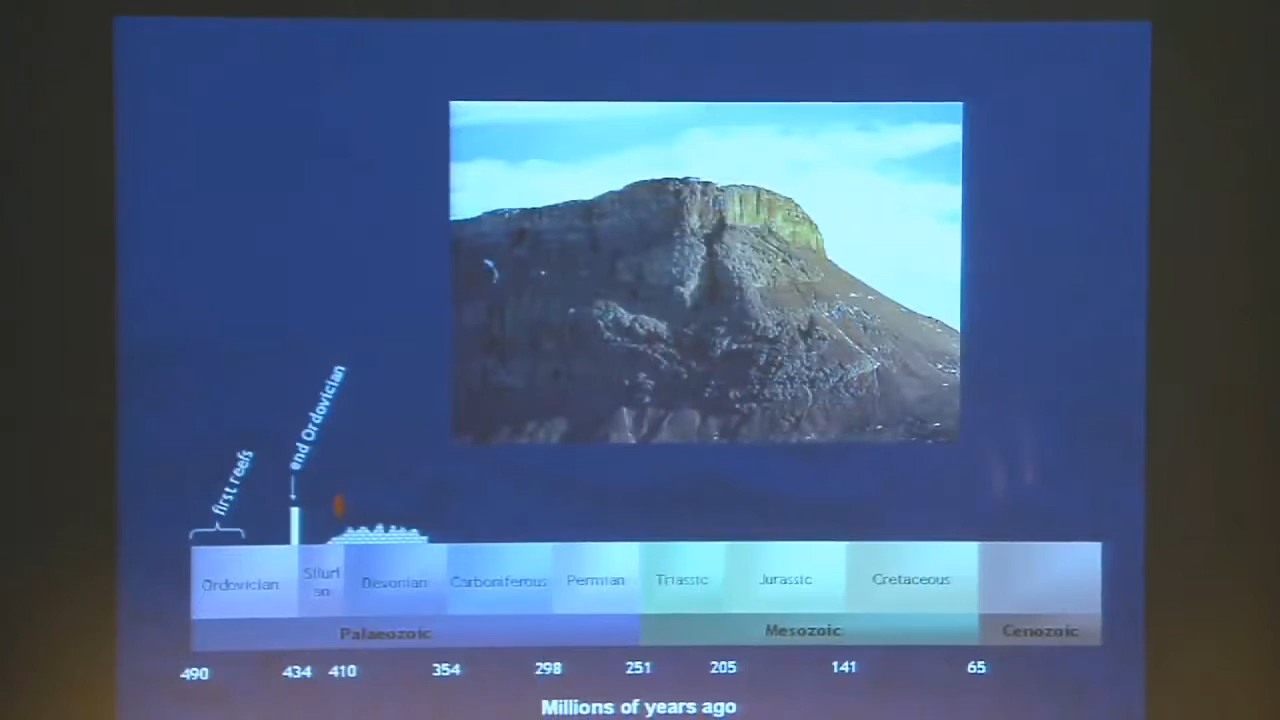 end Ordovician
first reefs
Ordovician
Siluri
an
Devonian
Carboniferous
Permian
Triassic
Jurassic
Cretaceous
Palaeozoic
Mesozoic
Cenozoic
490
434
410
354
298
251
205
141
65
Millions of years ago